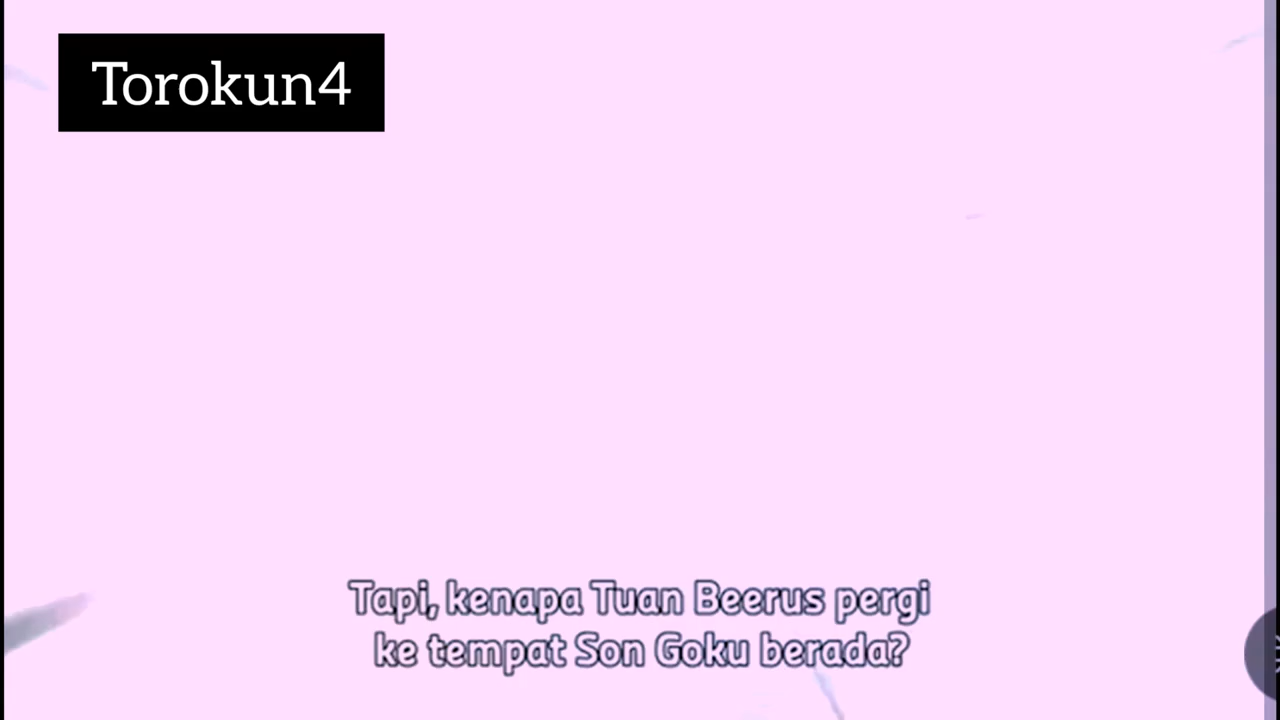 Torokun4
Tapi, kenapa Tuan Beerus pergi
ke tempat Son Goku berada?